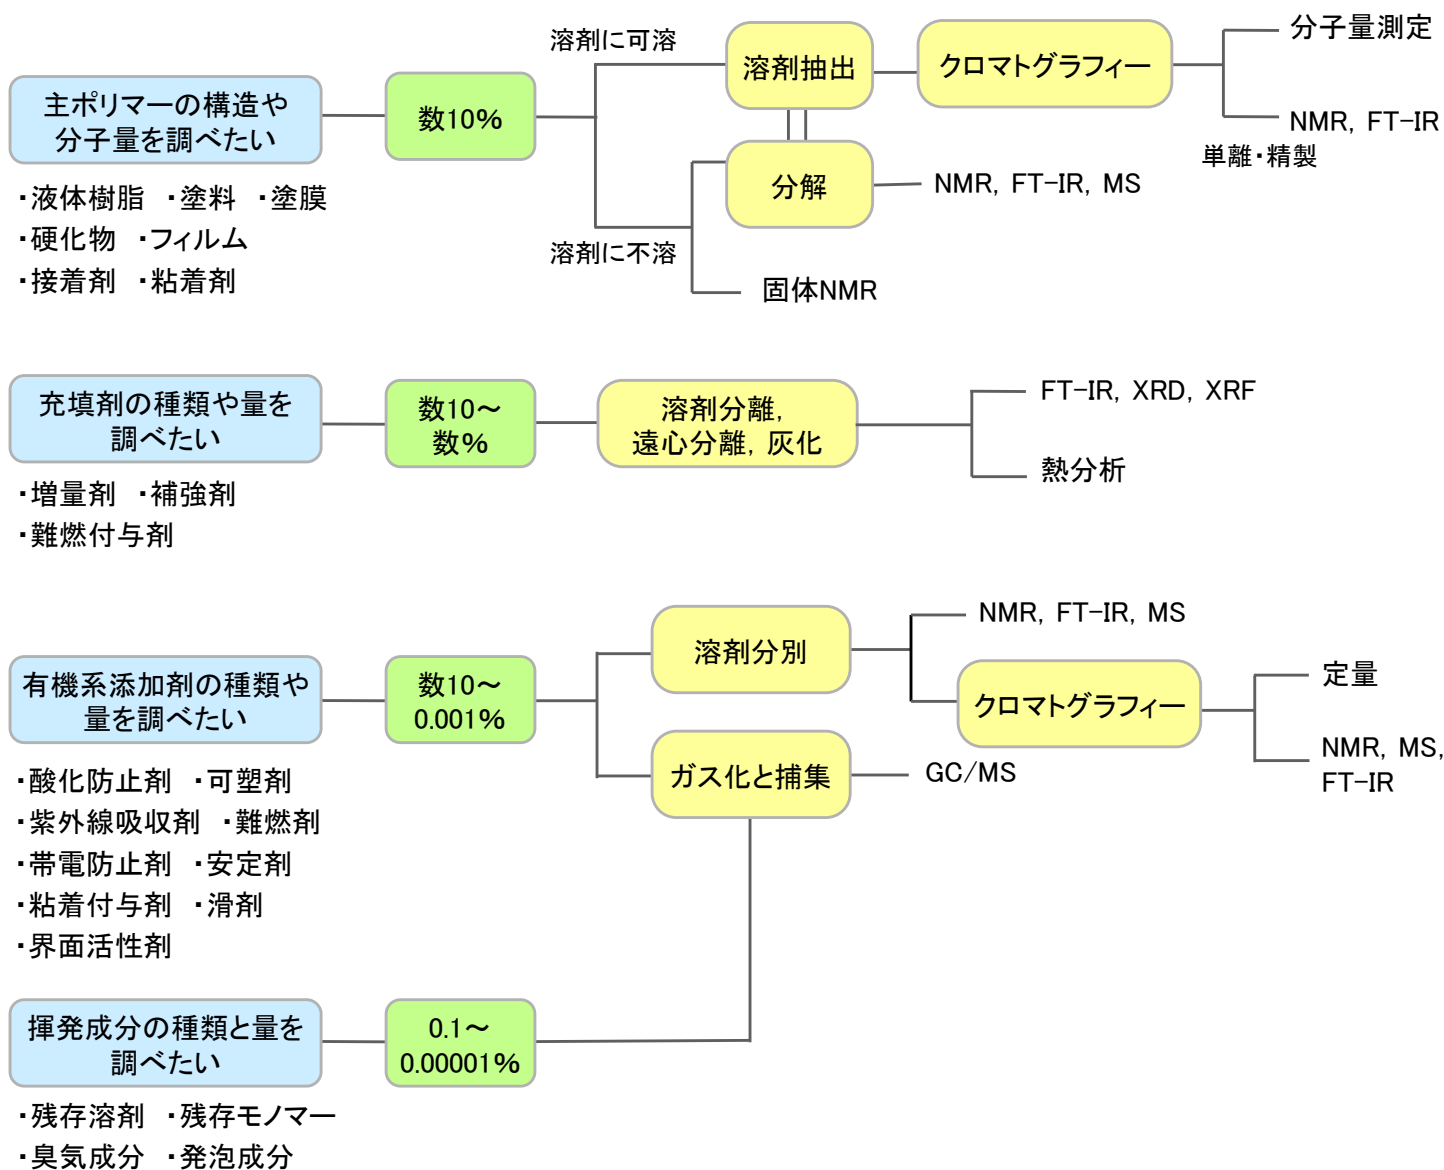 主ポリマーの構造や
分子量を調べたい
数10%
溶剤に可溶
溶剤に不溶
溶剤抽出
クロマトグラフィー
分子量測定
NMR, FT-IR
単離・精製
分解
NMR, FT-IR, MS
固体NMR
・液体樹脂 ・塗料 ・塗膜
・硬化物 ・フィルム
・接着剤 ・粘着剤
充填剤の種類や量を
調べたい
数10～
数%
溶剤分離,
遠心分離, 灰化
FT-IR, XRD, XRF
熱分析
・増量剤 ・補強剤
・難燃付与剤
有機系添加剤の種類や
量を調べたい
数10～
0.001%
溶剤分別
NMR, FT-IR, MS
クロマトグラフィー
定量
NMR, MS,
FT-IR
ガス化と捕集
GC/MS
・酸化防止剤 ・可塑剤
・紫外線吸収剤 ・難燃剤
・帯電防止剤 ・安定剤
・粘着付与剤 ・滑剤
・界面活性剤
揮発成分の種類と量を
調べたい
0.1～
0.00001%
・残存溶剤 ・残存モノマー
・臭気成分 ・発泡成分